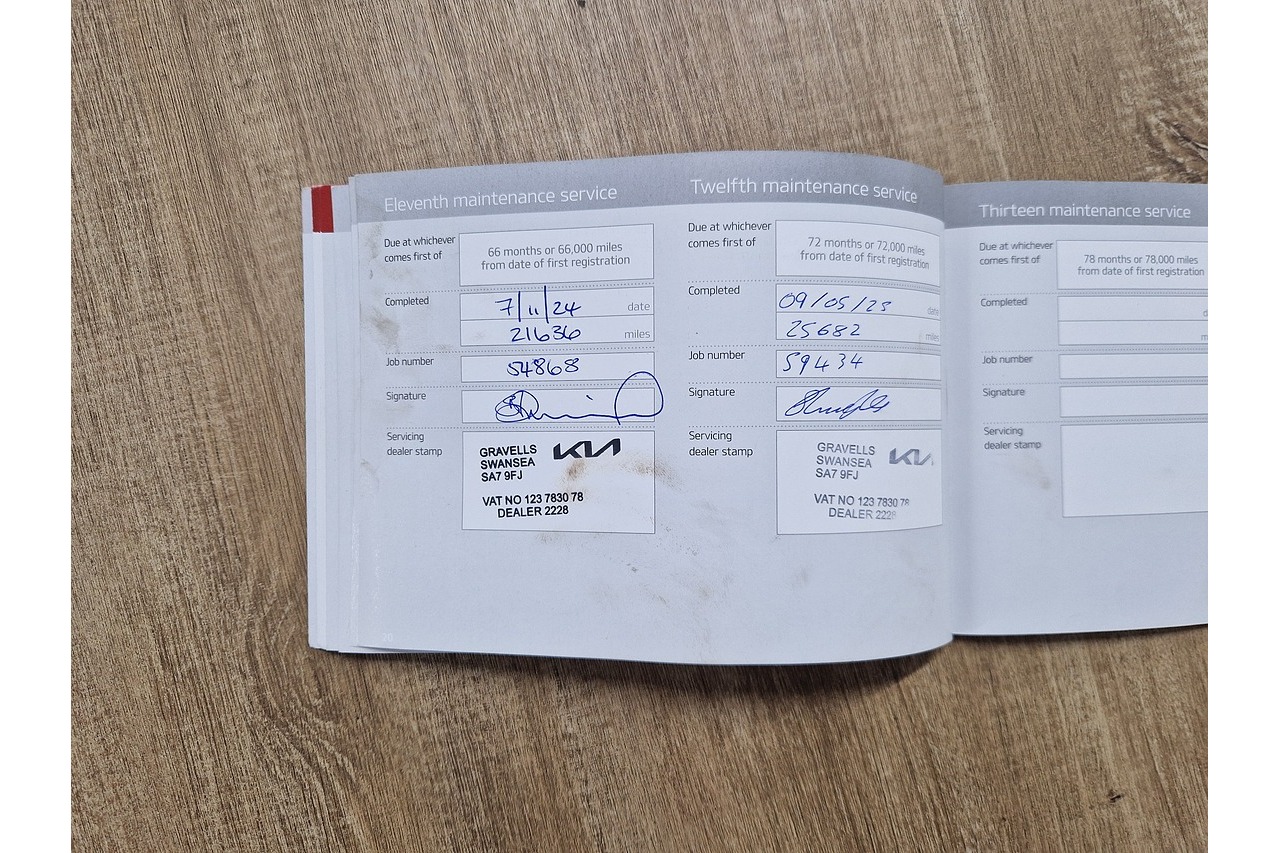 Eleventh maintenance service
Due at whichever comes first of
66 months or 66,000 miles
from date of first registration
Completed
7/11/24 date
21636 miles
Job number
54868
Signature
Servicing
dealer stamp
GRAVELLS
SWANSEA
SA7 9FJ
KIA
VAT NO 123 7830 78
DEALER 2228
Twelfth maintenance service
Due at whichever
comes first of
72 months or 72,000 miles
from date of first registration
Completed
09/05/25 date
25682 miles
Job number
59434
Signature
Servicing
dealer stamp
GRAVELLS
SWANSEA
SA7 9FJ
KIA
VAT NO 123 7830 78
DEALER 2228
Thirteen maintenance service
Due at whichever
comes first of
78 months or 78,000 miles
from date of first registration
Completed
d
m
Job number
Signature
Servicing
dealer stamp
20